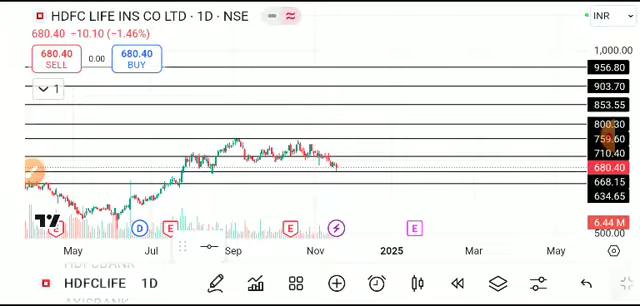 HDFC LIFE INS CO LTD · 1D · NSE
INR
680.40 −10.10 (−1.46%)
680.40 SELL
0.00
680.40 BUY
1
1,000.00
956.80
903.70
853.55
800.30
759.60
710.40
680.40
668.15
634.65
6.44 M
500.00
E D E E E
May Jul Sep Nov 2025 Mar May
HDFCBANK
HDFCLIFE 1D
AXISBANK